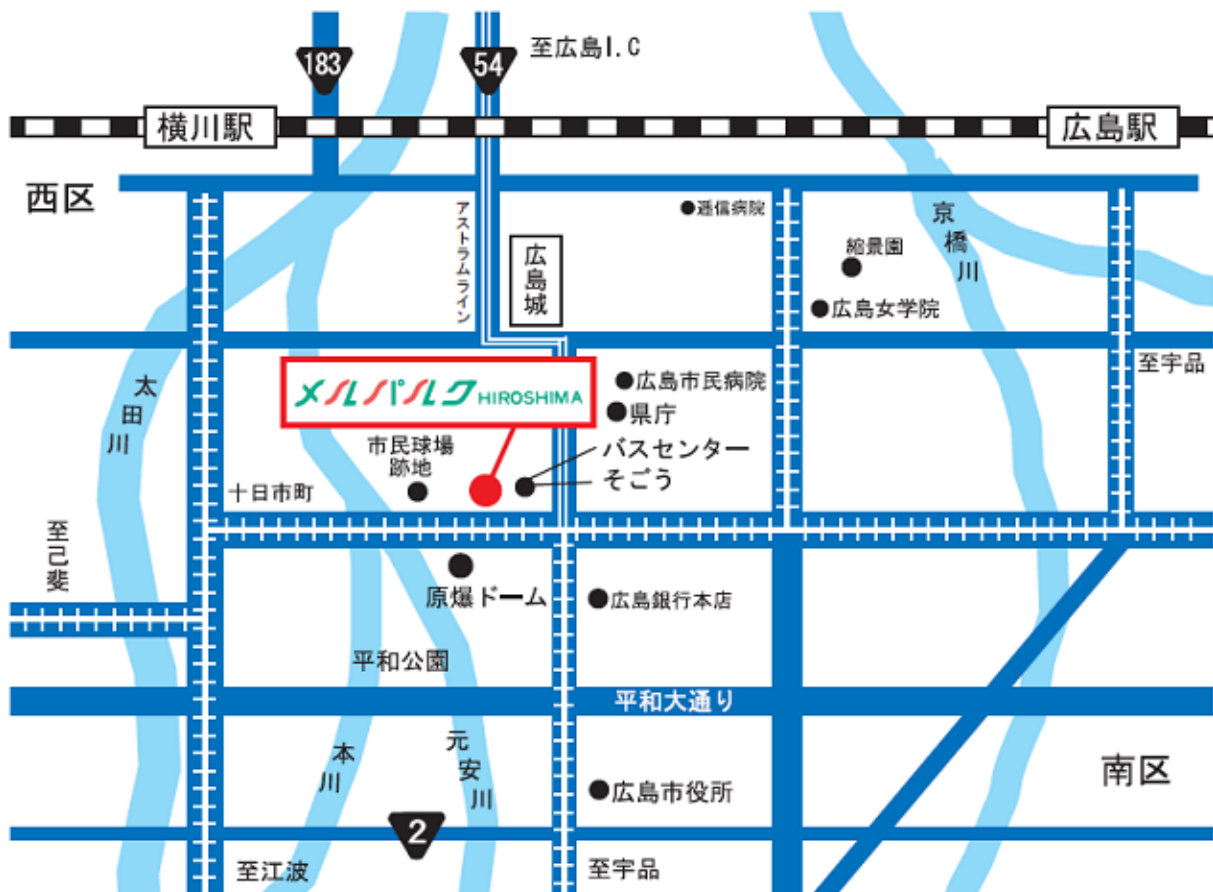 183
54
至広島I.C
横川駅
広島駅
西区
アストラムライン
広島城
逓信病院
縮景園
京橋川
広島女学院
至宇品
太田川
メルパルク HIROSHIMA
広島市民病院
県庁
市民球場
跡地
バスセンター
そごう
十日市町
至己斐
原爆ドーム
広島銀行本店
平和公園
平和大通り
本川
元安川
南区
広島市役所
2
至江波
至宇品